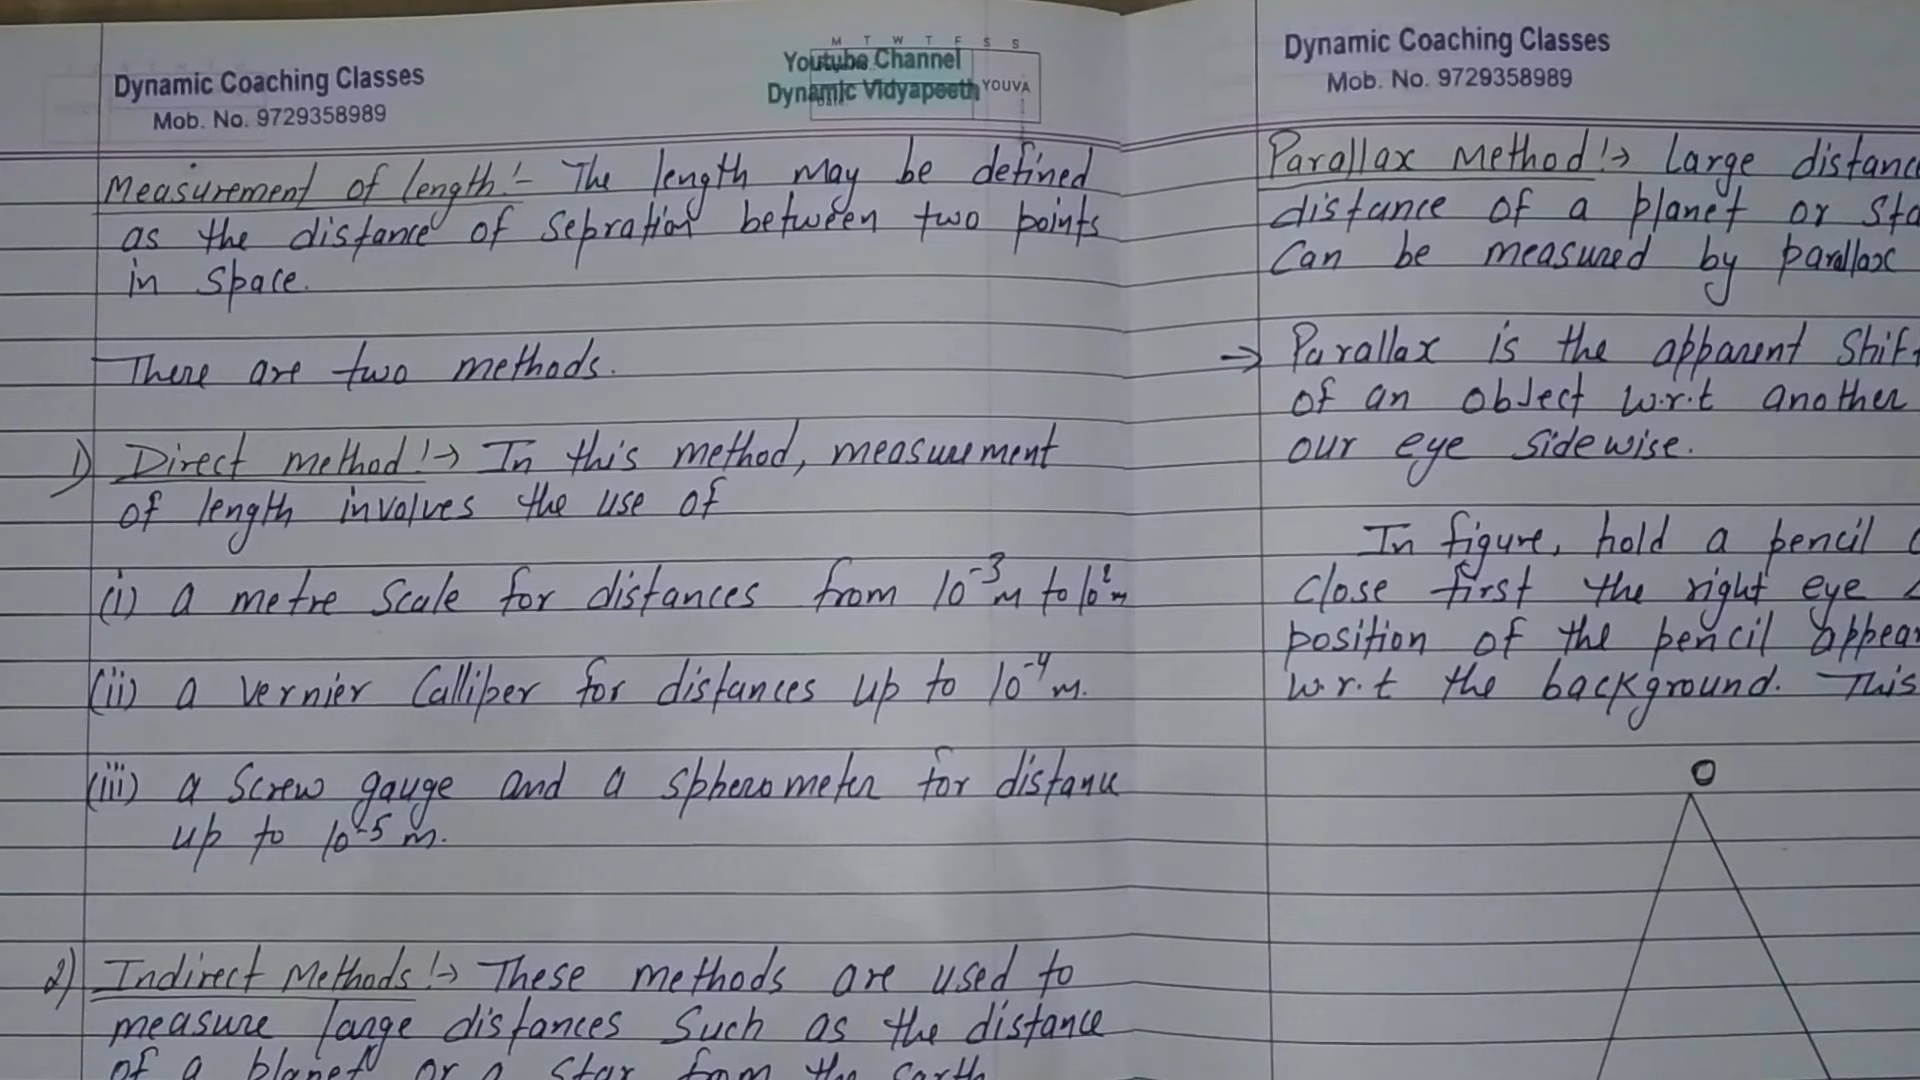 Dynamic Coaching Classes
Mob. No. 9729358989
M T W T F S S
Youtube Channel
Dynamic Vidyapeeth YOUVA
Measurement of length :- The length may be defined
as the distance of sepration between two points
in space.
There are two methods.
1) Direct method :→ In this method, measurement
of length involves the use of
(i) a metre scale for distances from 10⁻³m to 10²m
(ii) a vernier Calliper for distances up to 10⁻⁴m.
(iii) a screw gauge and a spherometer for distance
up to 10⁻⁵m.
2) Indirect Methods :→ These methods are used to
measure large distances such as the distance
of a planet or a star from the earth
Dynamic Coaching Classes
Mob. No. 9729358989
Parallax Method :→ Large
distance of a planet or
Can be measured by parallax
→ Parallax is the apparent
of an object w.r.t another
our eye sidewise.
In figure, hold a pencil
close first the right eye
position of the pencil
w.r.t the background. This
O